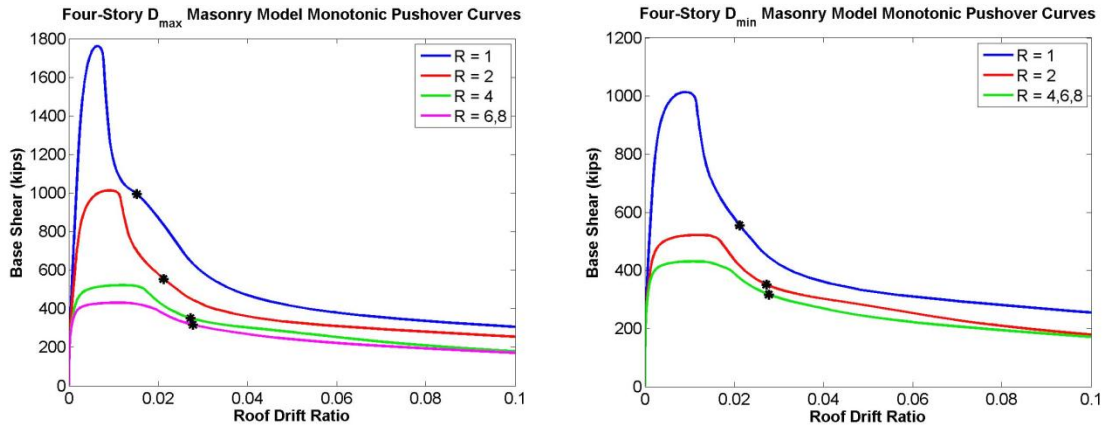 Four-Story Dmax Masonry Model Monotonic Pushover Curves
1800
1600
1400
1200
1000
800
600
400
200
0
Base Shear (kips)
R = 1
R = 2
R = 4
R = 6,8
0 0.02 0.04 0.06 0.08 0.1
Roof Drift Ratio
Four-Story Dmin Masonry Model Monotonic Pushover Curves
1200
1000
800
600
400
200
0
Base Shear (kips)
R = 1
R = 2
R = 4,6,8
0 0.02 0.04 0.06 0.08 0.1
Roof Drift Ratio